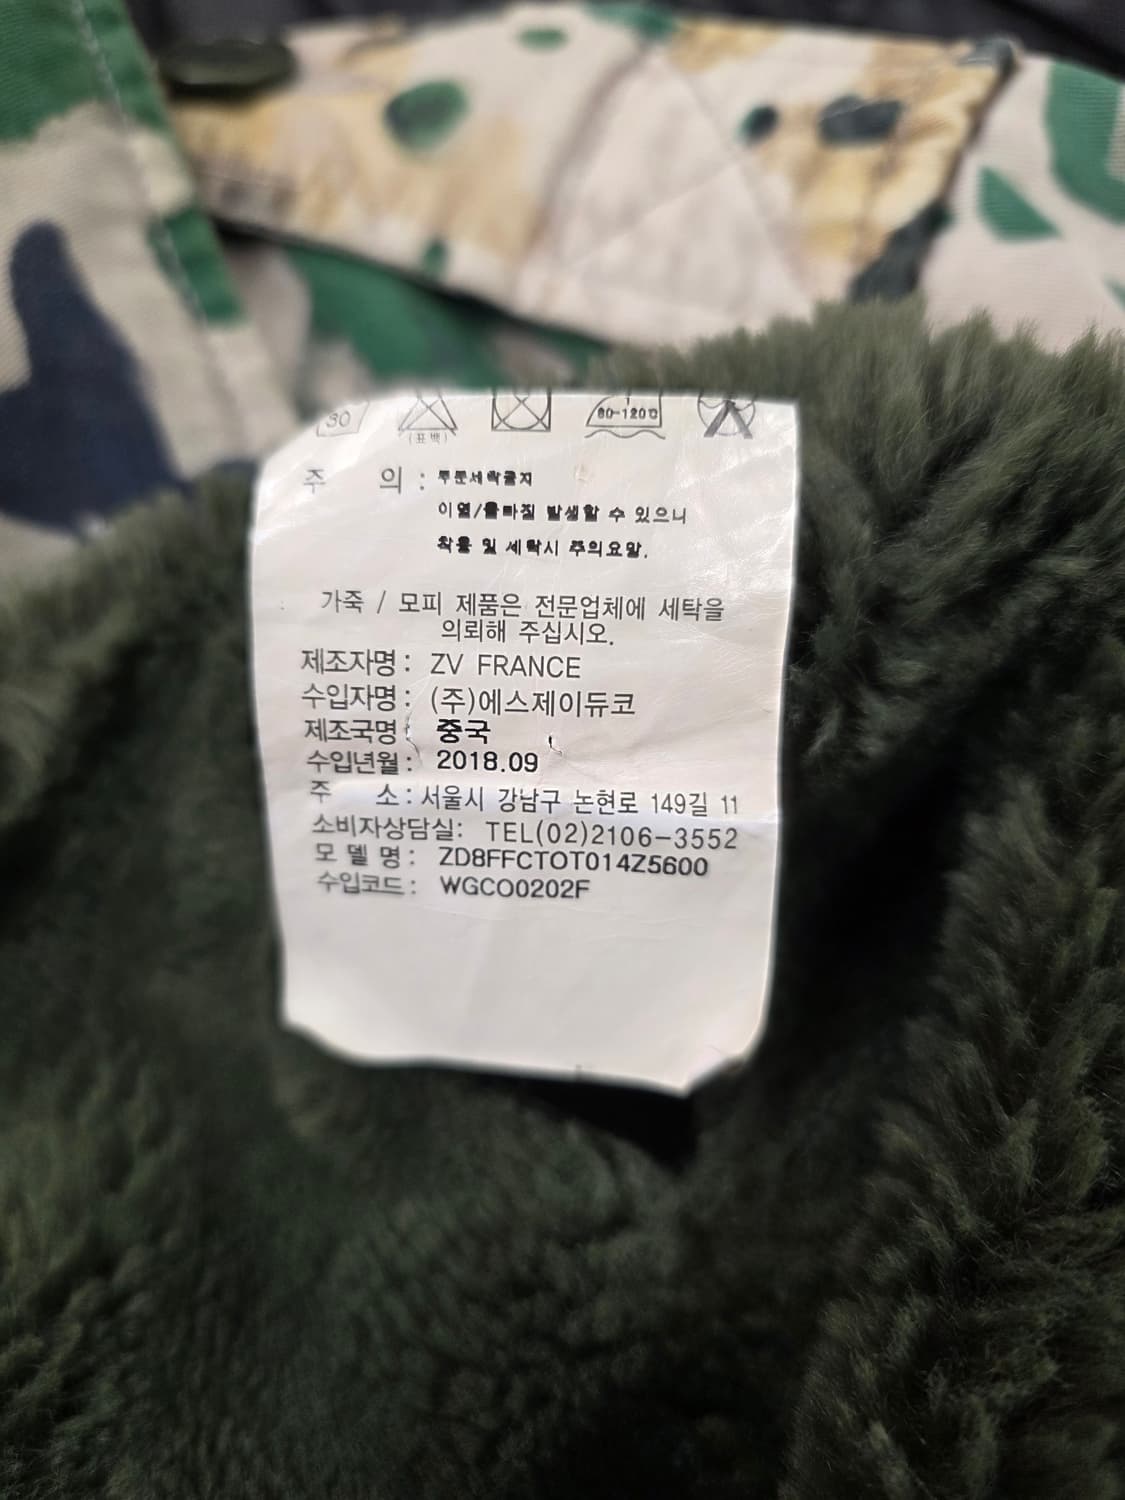 30
(표백)
80-120℃
주 의 : 부분세탁금지
이염/올빠짐 발생할 수 있으니
착용 및 세탁시 주의요망.
가죽 / 모피 제품은 전문업체에 세탁을
의뢰해 주십시오.
제조자명 : ZV FRANCE
수입자명 : (주)에스제이듀코
제조국명 : 중국
수입년월 : 2018.09
주 소 : 서울시 강남구 논현로 149길 11
소비자상담실: TEL(02)2106-3552
모 델 명 : ZD8FFCTOT014Z5600
수입코드 : WGCO0202F